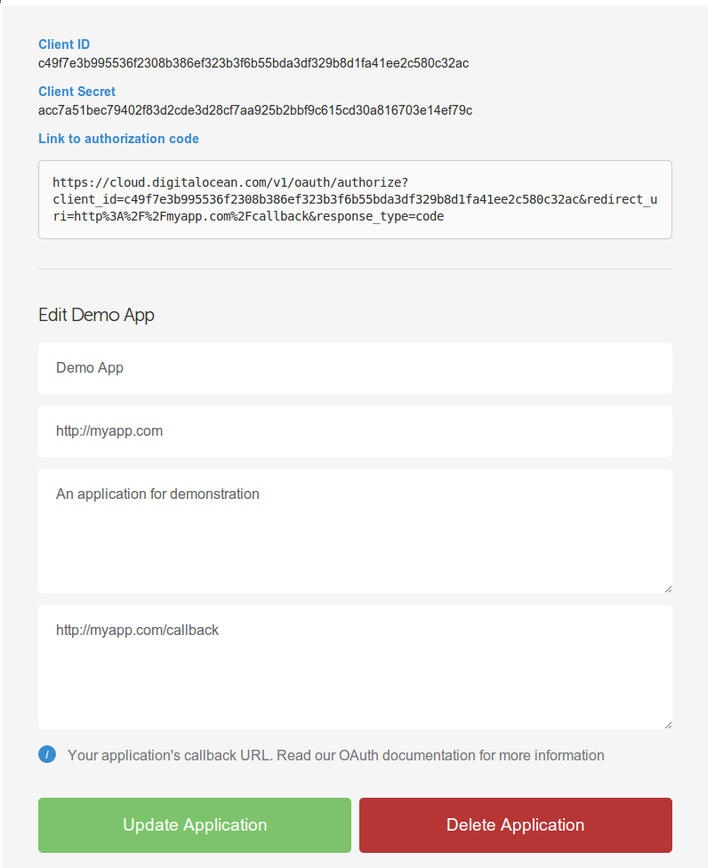 Client ID
c49f7e3b995536f2308b386ef323b3f6b55bda3df329b8d1fa41ee2c580c32ac
Client Secret
acc7a51bec79402f83d2cde3d28cf7aa925b2bbf9c615cd30a816703e14ef79c
Link to authorization code
https://cloud.digitalocean.com/v1/oauth/authorize?
client_id=c49f7e3b995536f2308b386ef323b3f6b55bda3df329b8d1fa41ee2c580c32ac&redirect_u
ri=http%3A%2F%2Fmyapp.com%2Fcallback&response_type=code
Edit Demo App
Demo App
http://myapp.com
An application for demonstration
http://myapp.com/callback
i Your application's callback URL. Read our OAuth documentation for more information
Update Application Delete Application